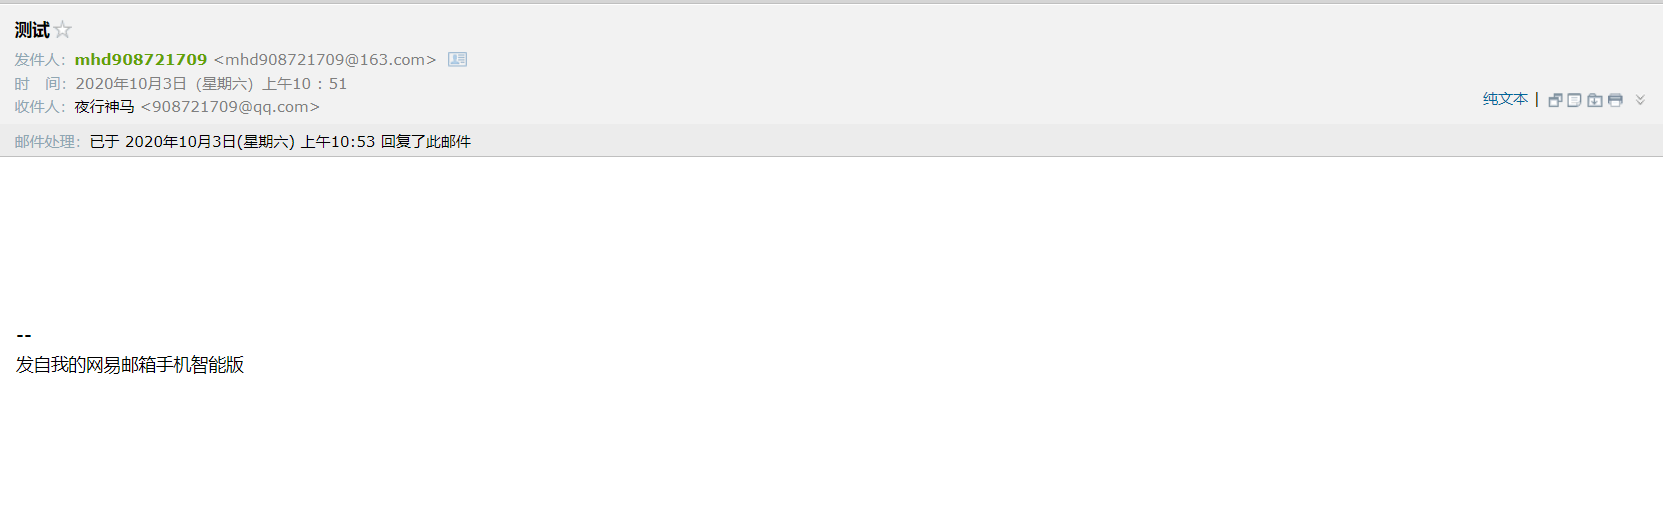 测试
发件人：mhd908721709 <mhd908721709@163.com>
时　间：2020年10月3日（星期六）上午10：51
收件人：夜行神马 <908721709@qq.com>
纯文本 |
邮件处理：已于 2020年10月3日(星期六) 上午10:53 回复了此邮件
--
发自我的网易邮箱手机智能版